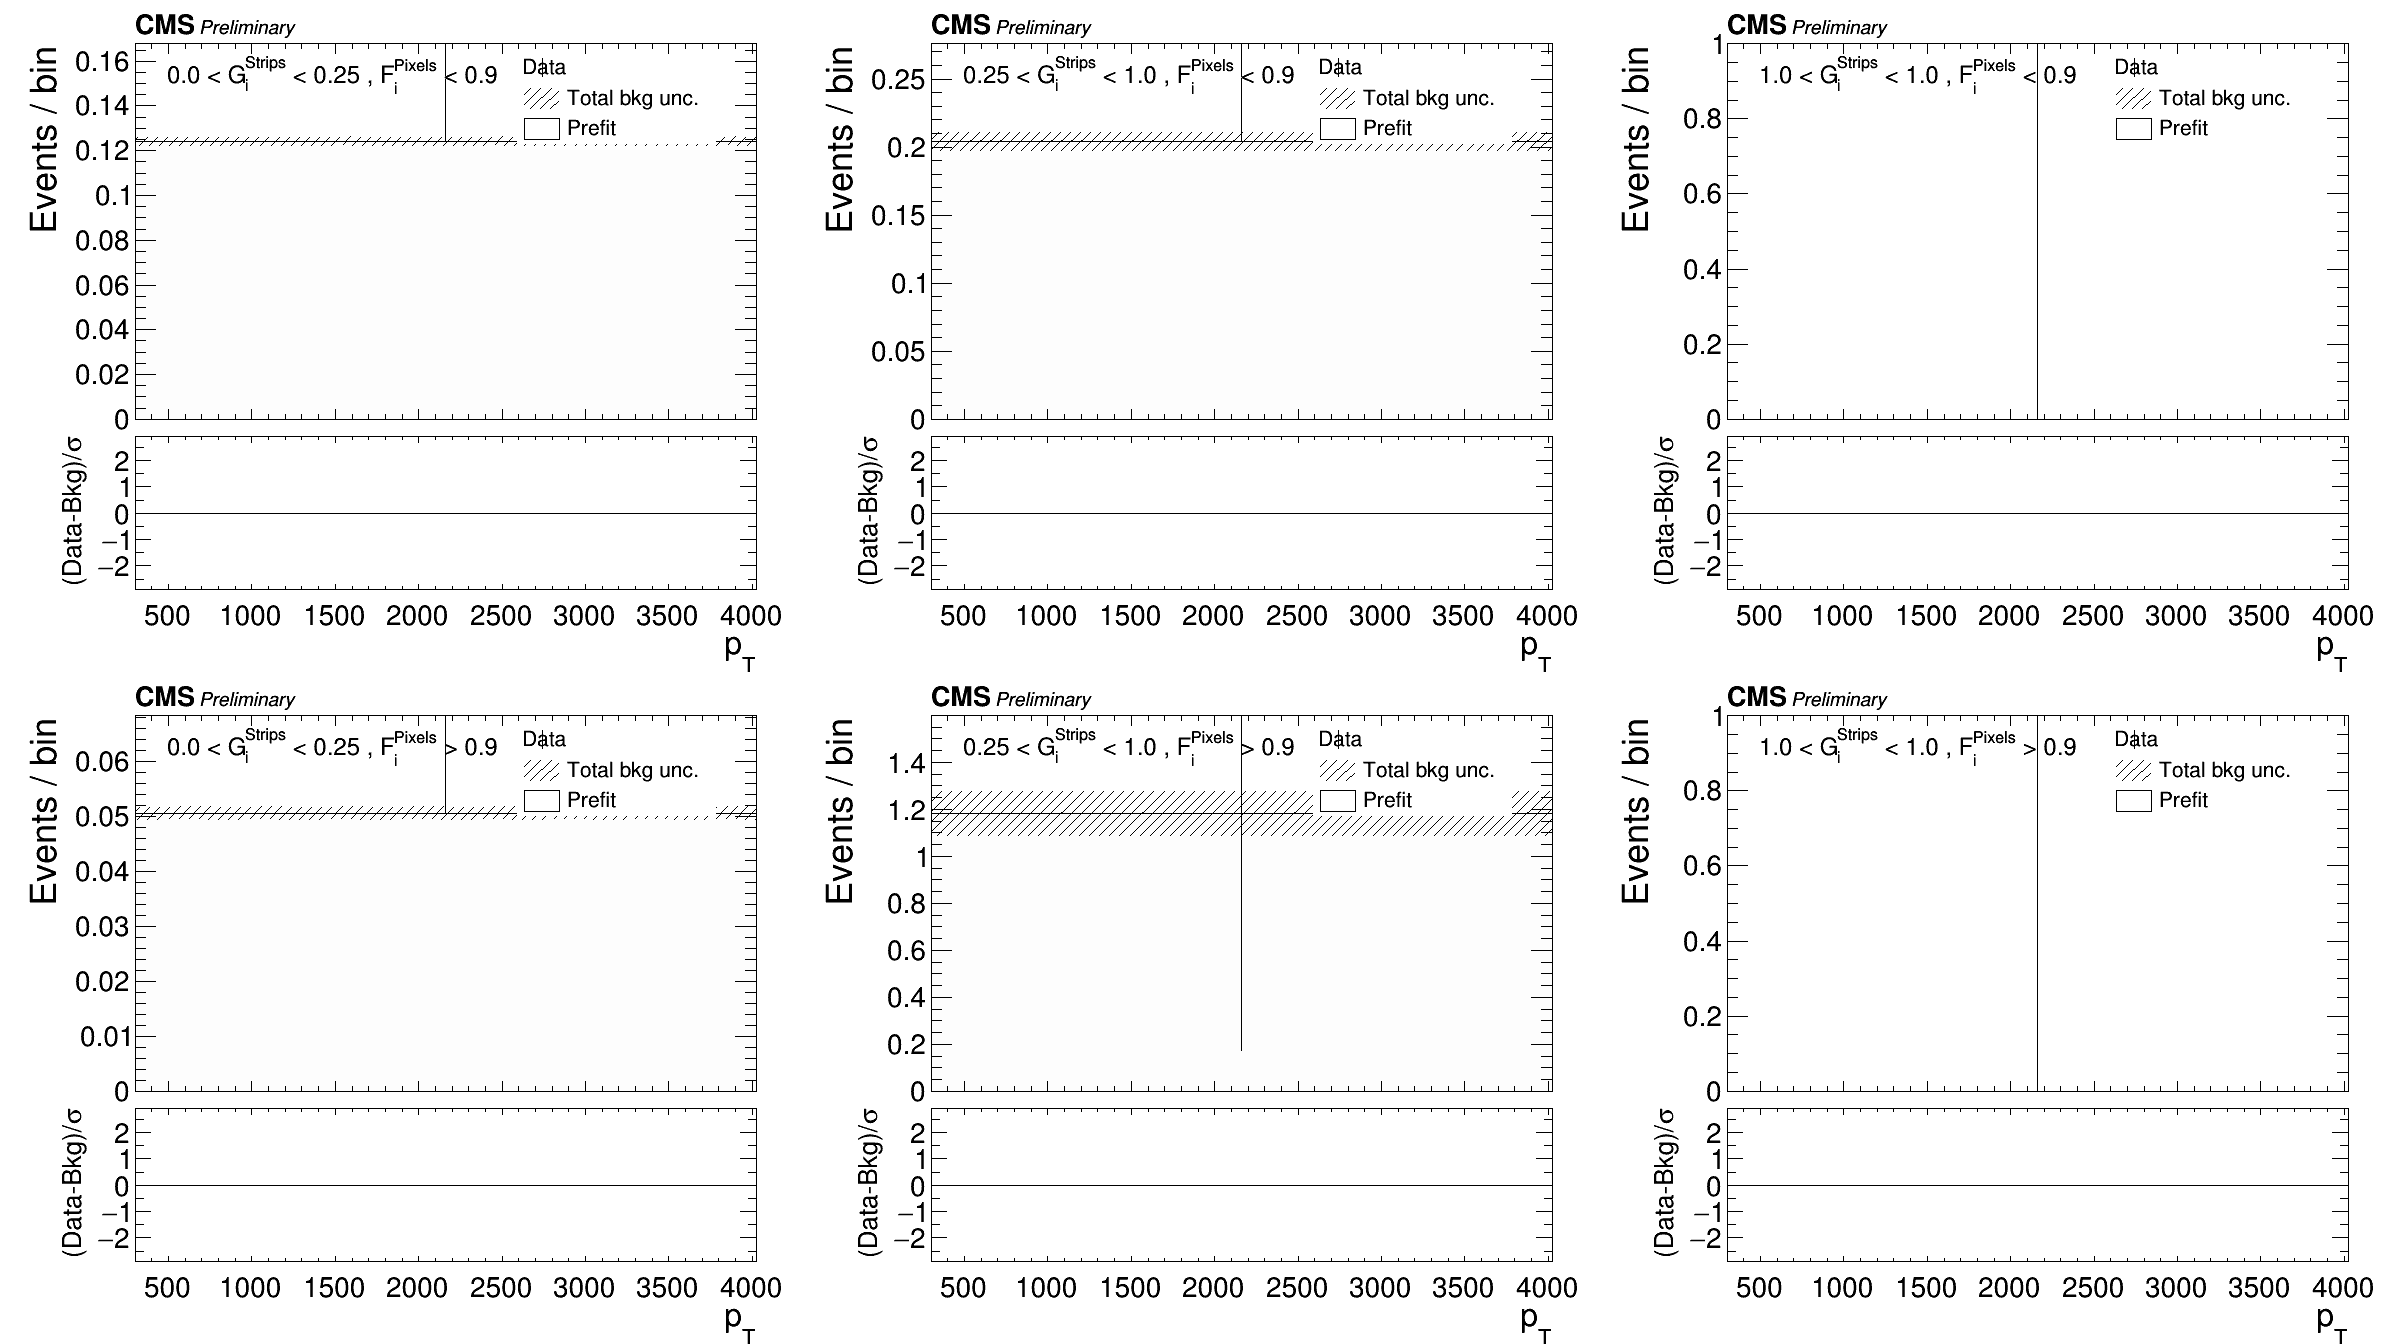 CMS Preliminary
Events / bin
0.0 < G_i^Strips < 0.25 , F_i^Pixels < 0.9
Data
Total bkg unc.
Prefit
0.16
0.14
0.12
0.1
0.08
0.06
0.04
0.02
0
(Data-Bkg)/σ
2
1
0
−1
−2
500 1000 1500 2000 2500 3000 3500 4000
p_T
CMS Preliminary
Events / bin
0.25 < G_i^Strips < 1.0 , F_i^Pixels < 0.9
Data
Total bkg unc.
Prefit
0.25
0.2
0.15
0.1
0.05
0
(Data-Bkg)/σ
2
1
0
−1
−2
500 1000 1500 2000 2500 3000 3500 4000
p_T
CMS Preliminary
Events / bin
1.0 < G_i^Strips < 1.0 , F_i^Pixels < 0.9
Data
Total bkg unc.
Prefit
1
0.8
0.6
0.4
0.2
0
(Data-Bkg)/σ
2
1
0
−1
−2
500 1000 1500 2000 2500 3000 3500 4000
p_T
CMS Preliminary
Events / bin
0.0 < G_i^Strips < 0.25 , F_i^Pixels > 0.9
Data
Total bkg unc.
Prefit
0.06
0.05
0.04
0.03
0.02
0.01
0
(Data-Bkg)/σ
2
1
0
−1
−2
500 1000 1500 2000 2500 3000 3500 4000
p_T
CMS Preliminary
Events / bin
0.25 < G_i^Strips < 1.0 , F_i^Pixels > 0.9
Data
Total bkg unc.
Prefit
1.4
1.2
1
0.8
0.6
0.4
0.2
0
(Data-Bkg)/σ
2
1
0
−1
−2
500 1000 1500 2000 2500 3000 3500 4000
p_T
CMS Preliminary
Events / bin
1.0 < G_i^Strips < 1.0 , F_i^Pixels > 0.9
Data
Total bkg unc.
Prefit
1
0.8
0.6
0.4
0.2
0
(Data-Bkg)/σ
2
1
0
−1
−2
500 1000 1500 2000 2500 3000 3500 4000
p_T